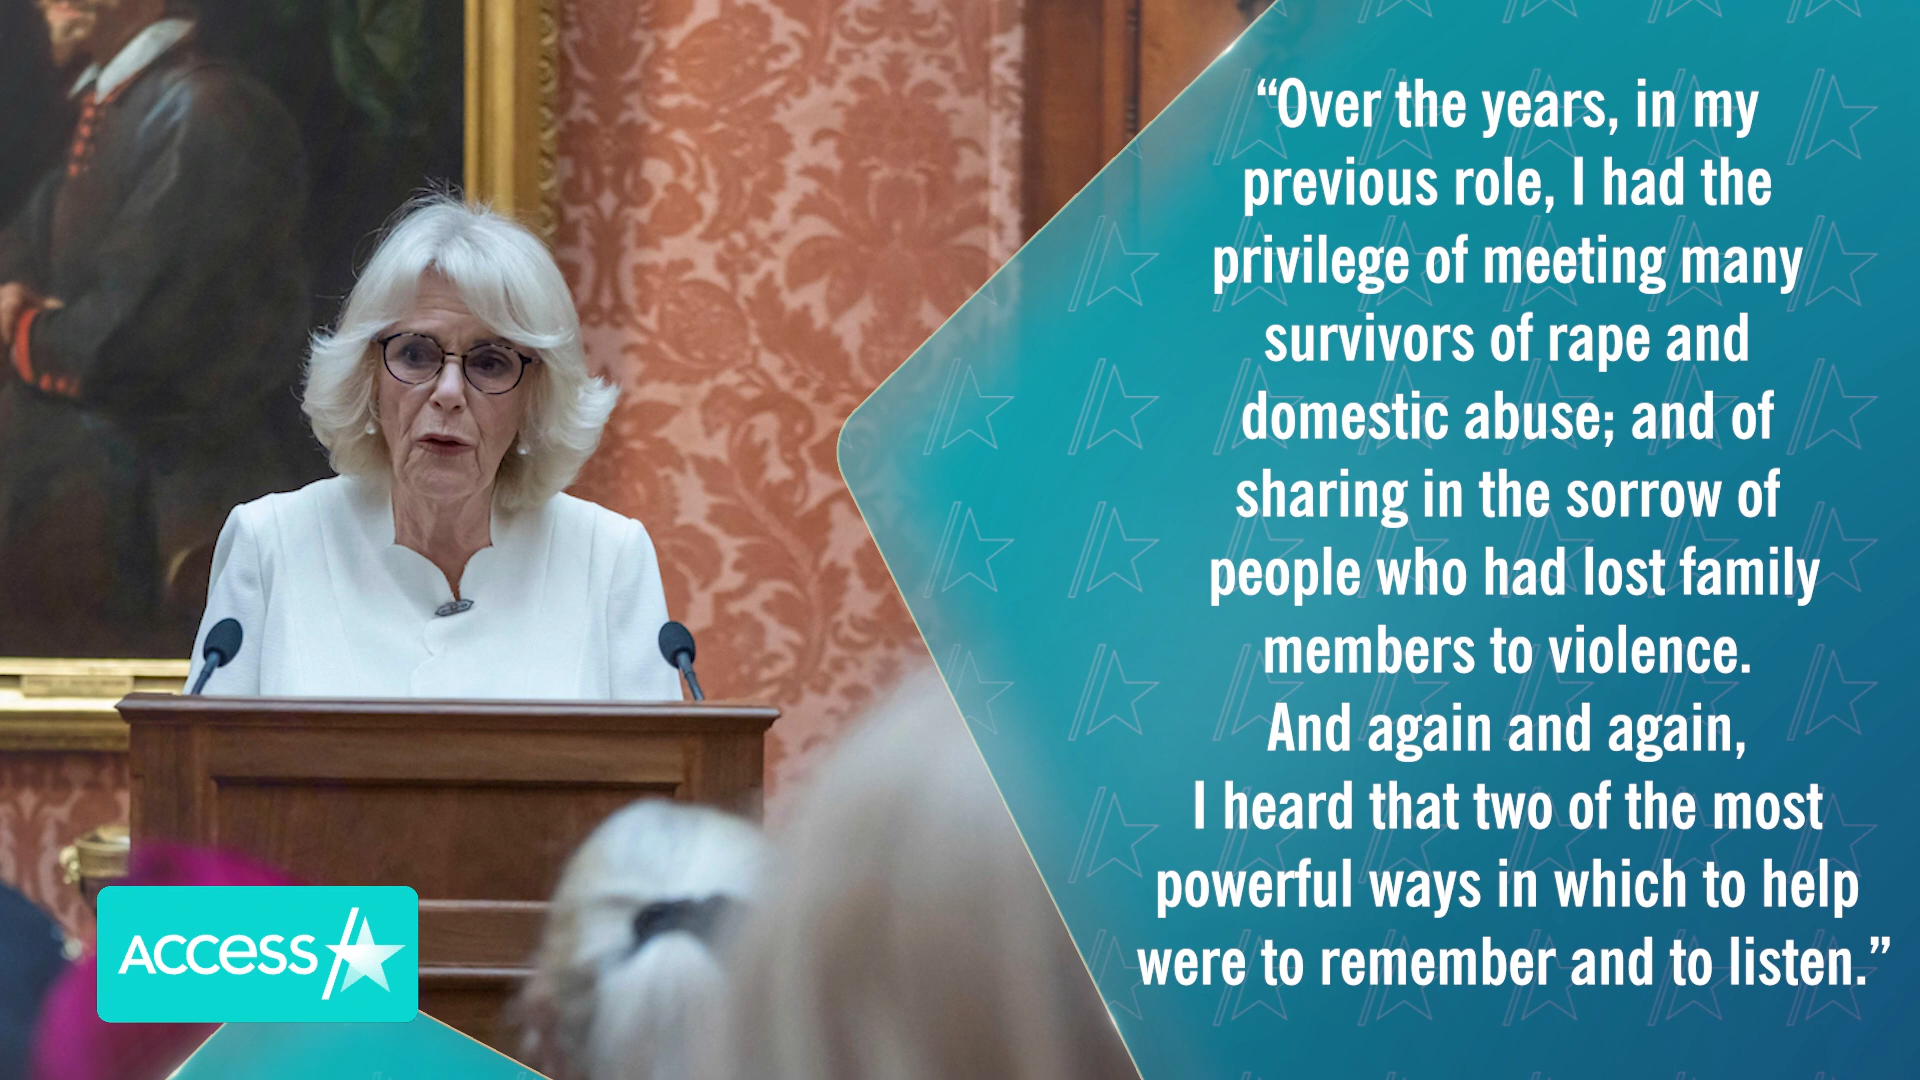 “Over the years, in my
previous role, I had the
privilege of meeting many
survivors of rape and
domestic abuse; and of
sharing in the sorrow of
people who had lost family
members to violence.
And again and again,
I heard that two of the most
powerful ways in which to help
were to remember and to listen.”
ACCESS